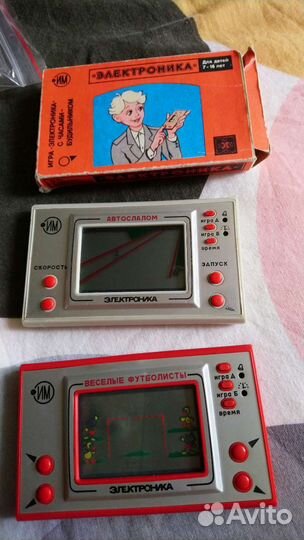 ИМ
·ЭЛЕКТРОНИКА·
Для детей
7-15 лет
ИГРА «ЭЛЕКТРОНИКА»
С ЧАСАМИ-
БУДИЛЬНИКОМ
ЭЛЕКТРОНИКА
ИМ
АВТОСЛАЛОМ
игра А
игра Б
время
СКОРОСТЬ
ЗАПУСК
ЭЛЕКТРОНИКА
ИМ
ВЕСЕЛЫЕ ФУТБОЛИСТЫ
игра А
игра Б
время
ЭЛЕКТРОНИКА
Avito